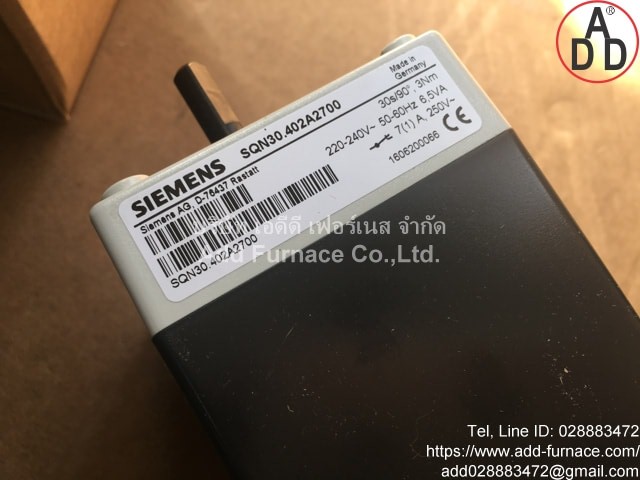 SIEMENS SQN30.402A2700
Made in
Germany
Siemens AG, D-76437 Rastatt
30s/90°, 3Nm
220-240V~ 50-60Hz 6,5VA
7(1) A, 250V~
1606200066
CE
SQN30.402A2700
บริษัท เอดีดี เฟอร์เนส จำกัด
Add Furnace Co.,Ltd.
ADD
Tel, Line ID: 028883472
https://www.add-furnace.com/
add028883472@gmail.com